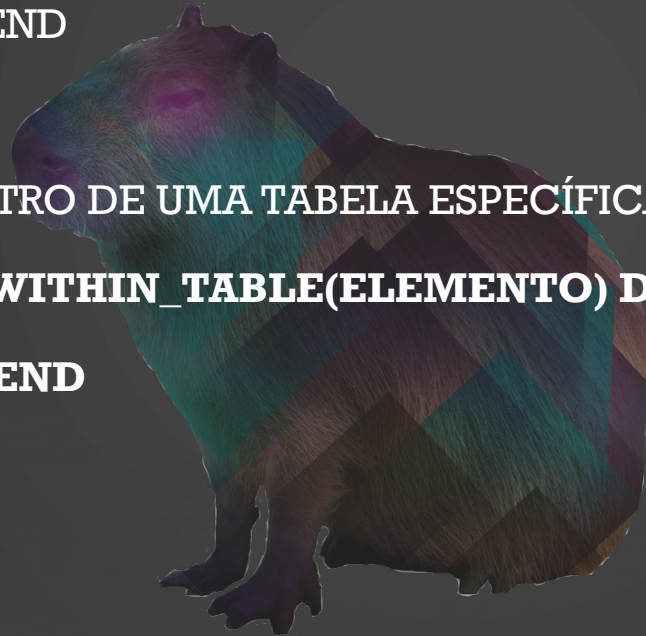 END
TRO DE UMA TABELA ESPECÍFICA
WITHIN_TABLE(ELEMENTO) D
END